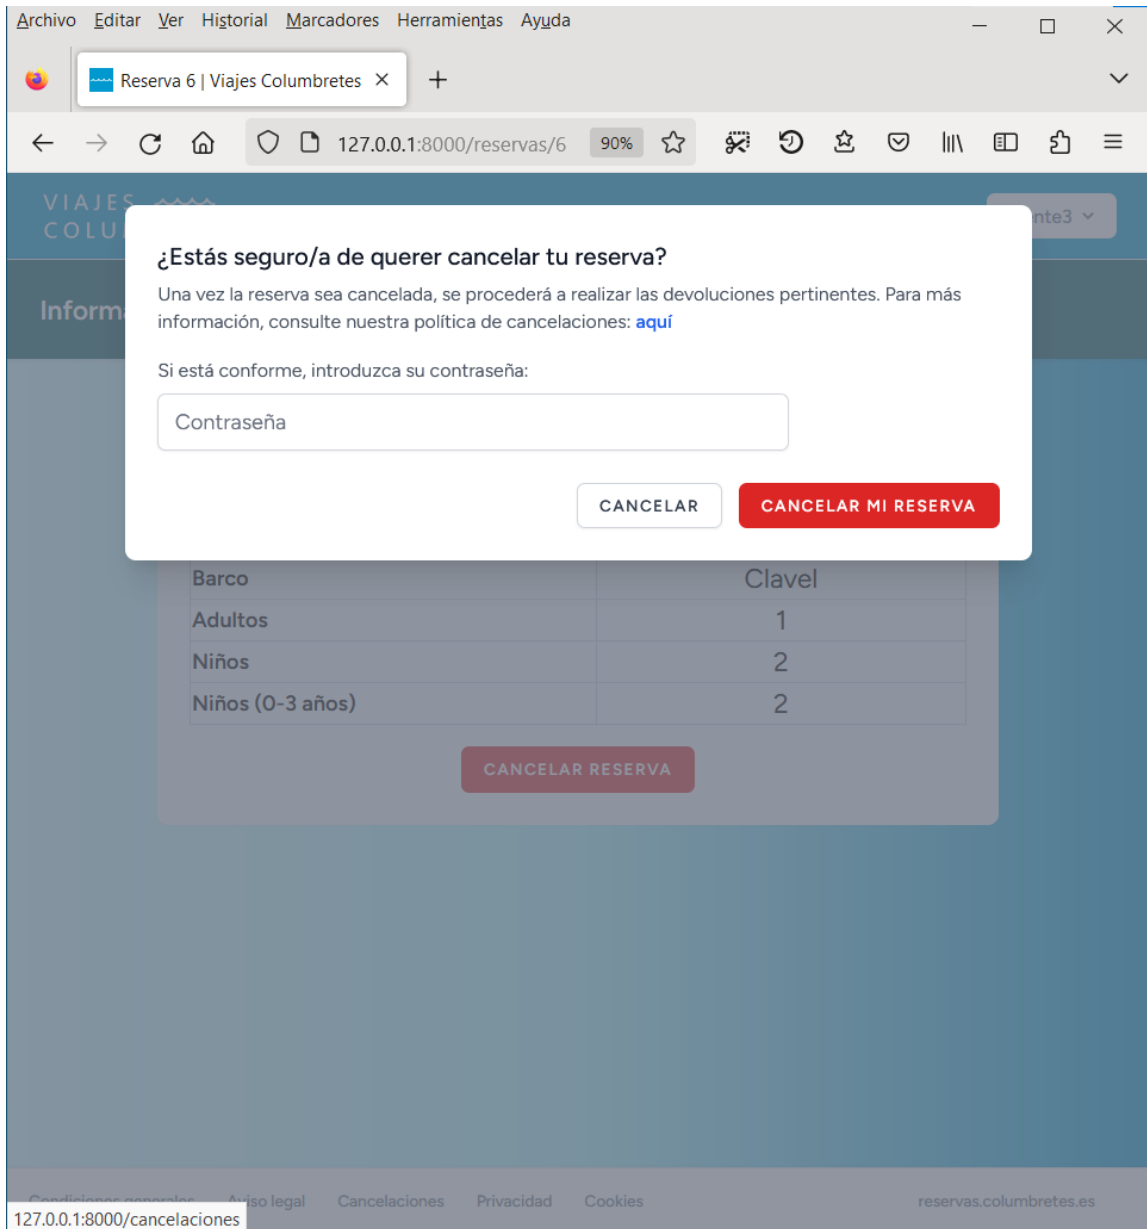 Archivo Editar Ver Historial Marcadores Herramientas Ayuda
Reserva 6 | Viajes Columbretes
127.0.0.1:8000/reservas/6 90%
VIAJES
COLU
nte3
¿Estás seguro/a de querer cancelar tu reserva?
Una vez la reserva sea cancelada, se procederá a realizar las devoluciones pertinentes. Para más
información, consulte nuestra política de cancelaciones: aquí
Inform
Si está conforme, introduzca su contraseña:
Contraseña
CANCELAR CANCELAR MI RESERVA
Barco Clavel
Adultos 1
Niños 2
Niños (0-3 años) 2
CANCELAR RESERVA
Condiciones generales Aviso legal Cancelaciones Privacidad Cookies reservas.columbretes.es
127.0.0.1:8000/cancelaciones